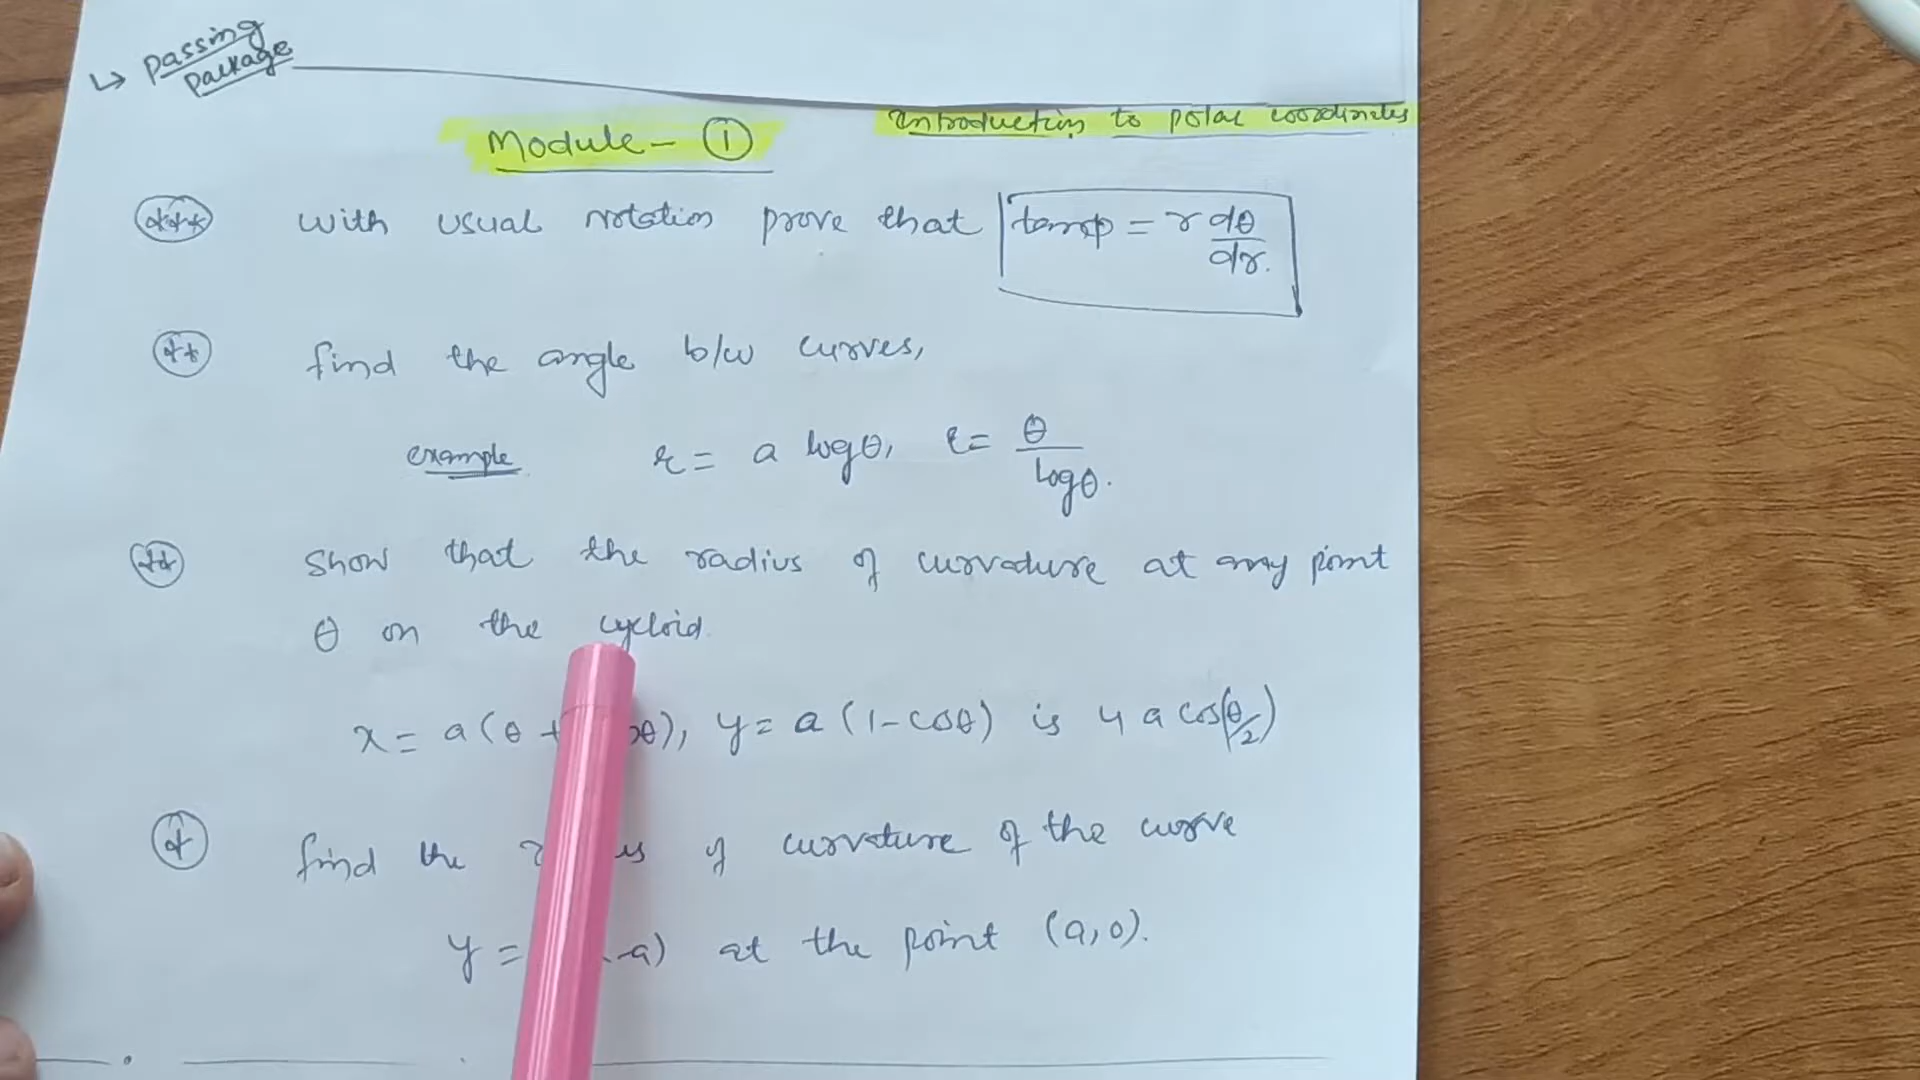 ↳ passing
package
Module - ①
Introduction to polar coordinates
*** with usual notation prove that tanφ = r dθ/dr.
** find the angle b/w curves,
example r = a logθ, r = θ/logθ.
** Show that the radius of curvature at any point
θ on the cycloid
x = a(θ + θ), y = a(1-cosθ) is 4a cos(θ/2)
* find the of curvature of the curve
y = -a) at the point (a,0).